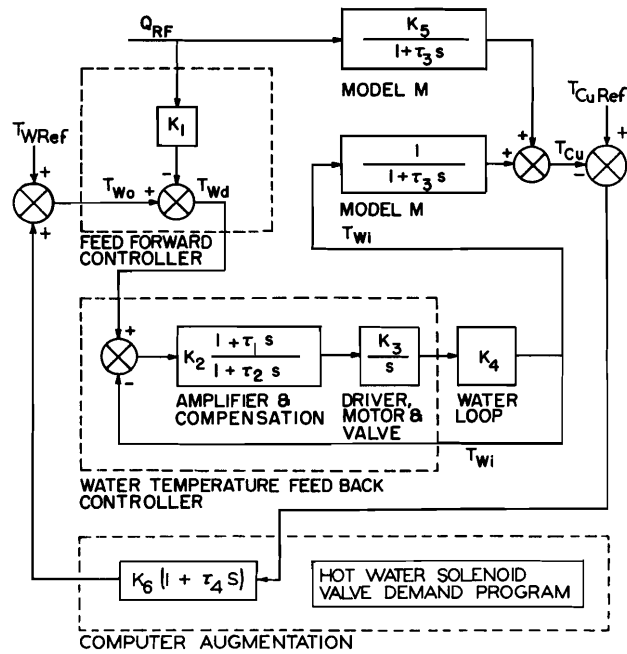 Q_RF
K_5
1+τ_3 s
MODEL M
T_Cu Ref
T_WRef
K_1
1
1+τ_3 s
MODEL M
T_Cu
T_Wo
T_Wd
FEED FORWARD
CONTROLLER
T_Wi
K_2 1+τ_1 s
1+τ_2 s
K_3
s
K_4
AMPLIFIER &
COMPENSATION
DRIVER,
MOTOR &
VALVE
WATER
LOOP
T_Wi
WATER TEMPERATURE FEED BACK
CONTROLLER
K_6 (1 + τ_4 S)
HOT WATER SOLENOID
VALVE DEMAND PROGRAM
COMPUTER AUGMENTATION